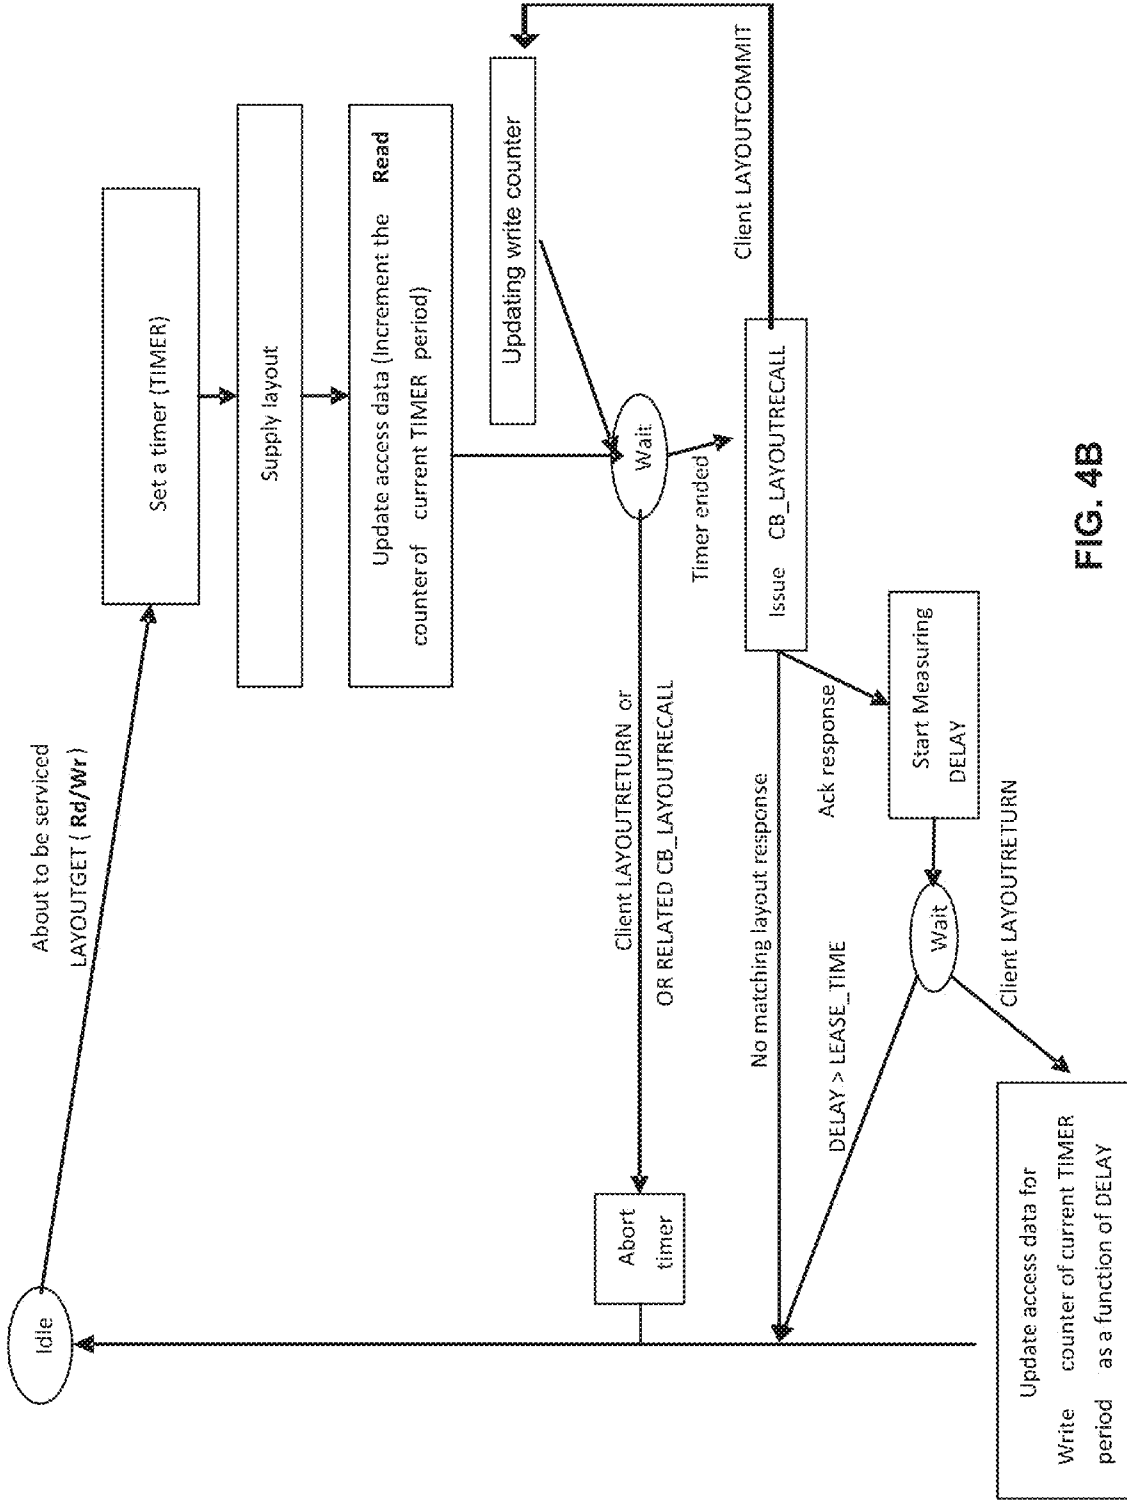 Idle
About to be serviced
LAYOUTGET ( Rd/Wr)
Set a timer (TIMER)
Supply layout
Update access data (Increment the Read
counterof current TIMER period)
Updating write counter
Wait
Client LAYOUTRETURN or
OR RELATED CB_LAYOUTRECALL
Abort
timer
Timer ended
Issue CB_LAYOUTRECALL
Client LAYOUTCOMMIT
No matching layout response
Ack response
Start Measuring
DELAY
Wait
DELAY > LEASE_TIME
Client LAYOUTRETURN
Update access data for
Write counter of current TIMER
period as a function of DELAY
FIG. 4B